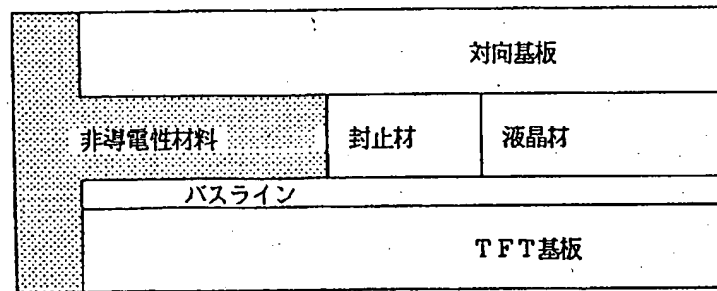 対向基板
非導電性材料
封止材
液晶材
バスライン
TFT基板